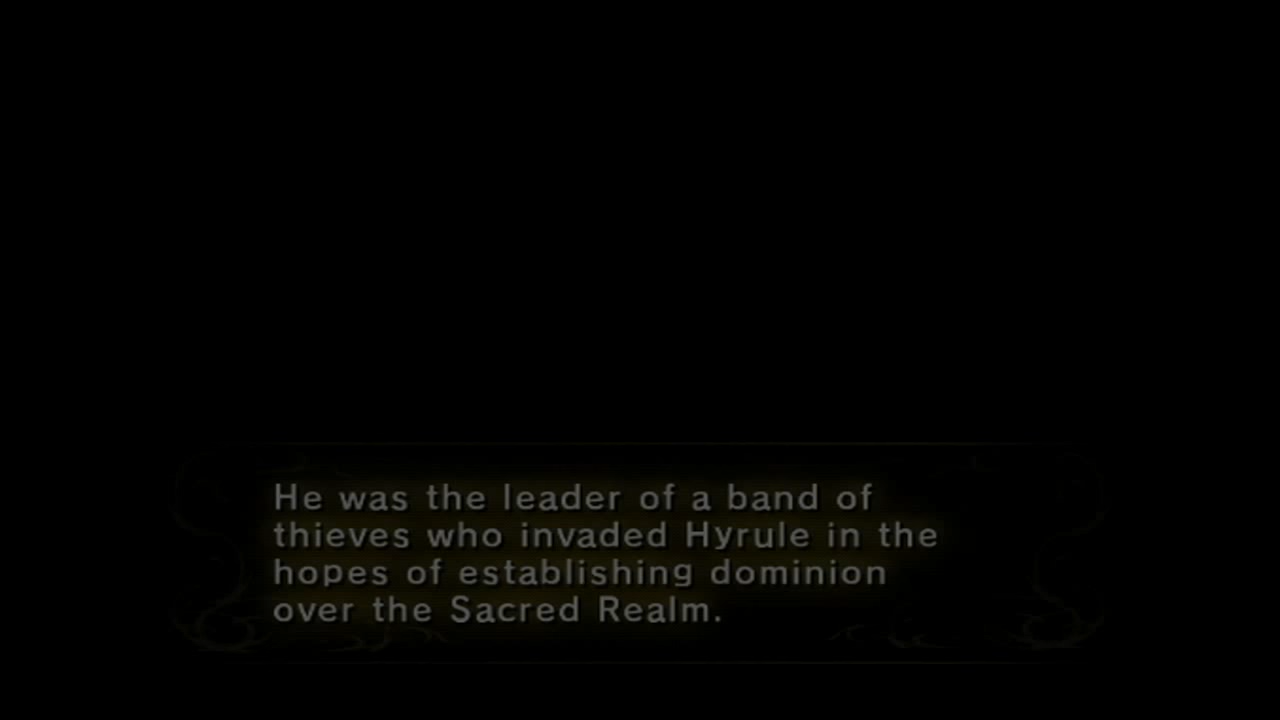 He was the leader of a band of
thieves who invaded Hyrule in the
hopes of establishing dominion
over the Sacred Realm.